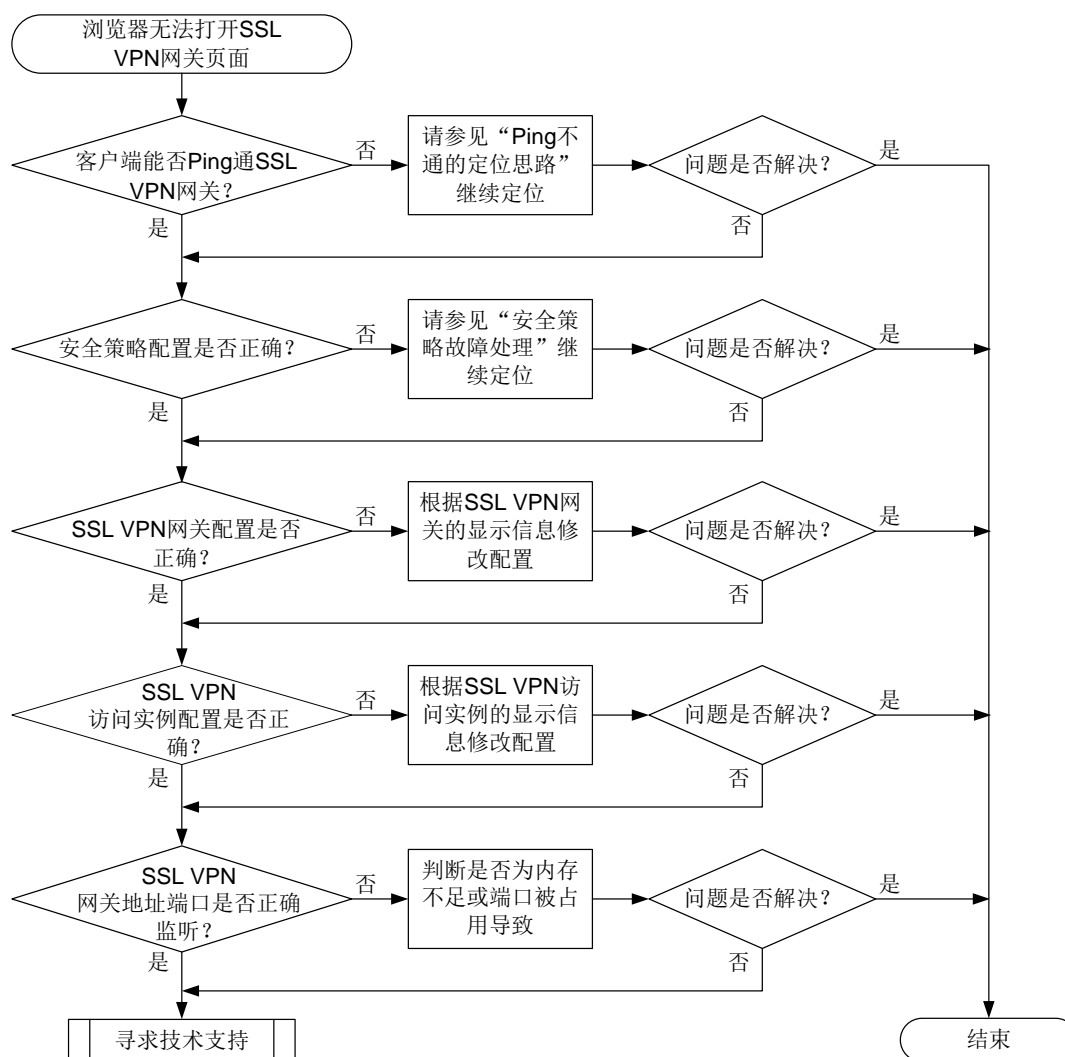 浏览器无法打开SSL
VPN网关页面
客户端能否Ping通SSL
VPN网关？
否
请参见“Ping不
通的定位思路”
继续定位
问题是否解决？
是
是
否
安全策略配置是否正确？
否
请参见“安全策
略故障处理”继
续定位
问题是否解决？
是
是
否
SSL VPN网关配置是否
正确？
否
根据SSL VPN网
关的显示信息修
改配置
问题是否解决？
是
是
否
SSL VPN
访问实例配置是否正
确？
否
根据SSL VPN访
问实例的显示信
息修改配置
问题是否解决？
是
是
否
SSL VPN
网关地址端口是否正确
监听？
否
判断是否为内存
不足或端口被占
用导致
问题是否解决？
是
是
否
寻求技术支持
结束